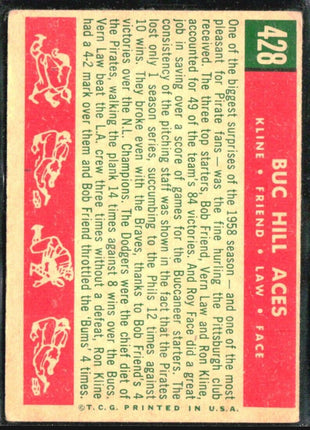 428
BUC HILL ACES
KLINE • FRIEND • LAW • FACE
One of the biggest surprises of the 1958 season — and one of the most
pleasant for Pirate fans — was the fine hurling the Pittsburgh club
received. The three top starters, Bob Friend, Vern Law and Ron Kline,
accounted for 49 of the team's 84 victories. And Roy Face did a great
job in saving over a score of games for the Buccaneer starters. The
consistency of the pitching staff was shown in the fact that the Pirates
lost only 1 season series, succumbing to the Phils 12 times against
10 wins. They broke even with the Braves, thanks to Bob Friend's 4
victories over the N.L. Champions. The Dodgers were the chief diet of
the Pirates, walking the plank 14 times against 8 wins over the Bucs.
Vern Law beat the L.A. crew three times without a defeat, Ron Kline
had a 4-2 mark over them and Bob Friend throttled the 'Bums' 4 times.
© T.C.G. PRINTED IN U.S.A.